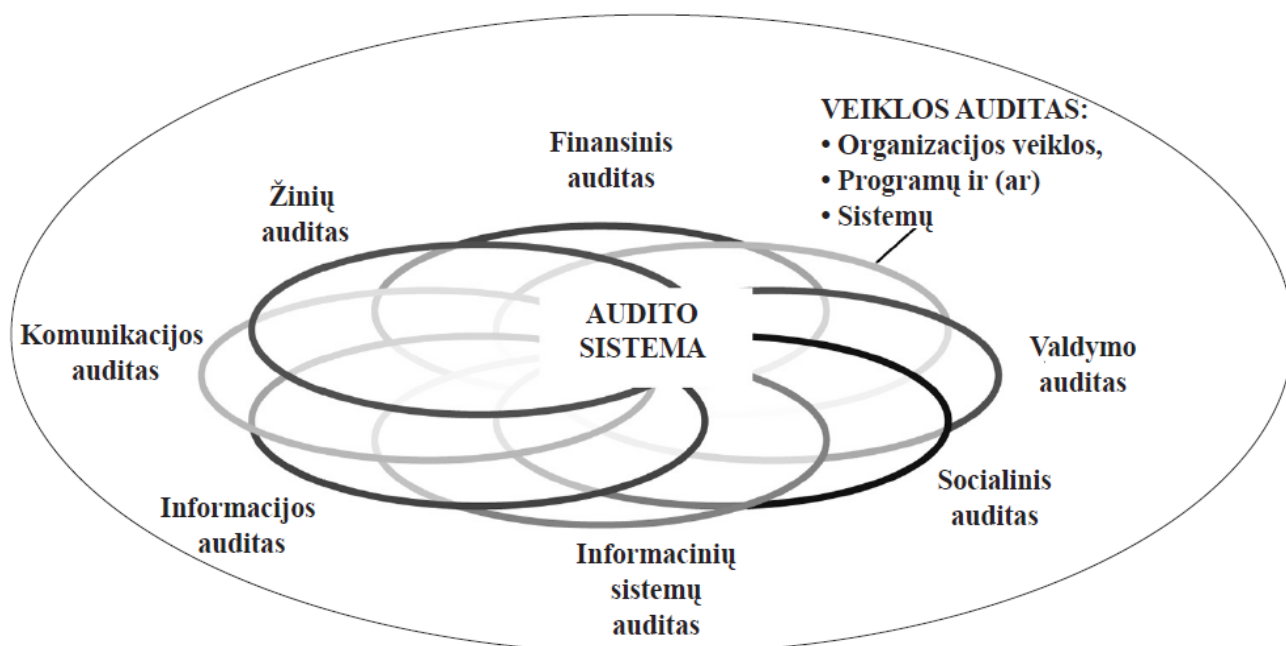 VEIKLOS AUDITAS:
• Organizacijos veiklos,
• Programų ir (ar)
• Sistemų
Finansinis
auditas
Žinių
auditas
Komunikacijos
auditas
AUDITO
SISTEMA
Valdymo
auditas
Socialinis
auditas
Informacijos
auditas
Informacinių
sistemų
auditas